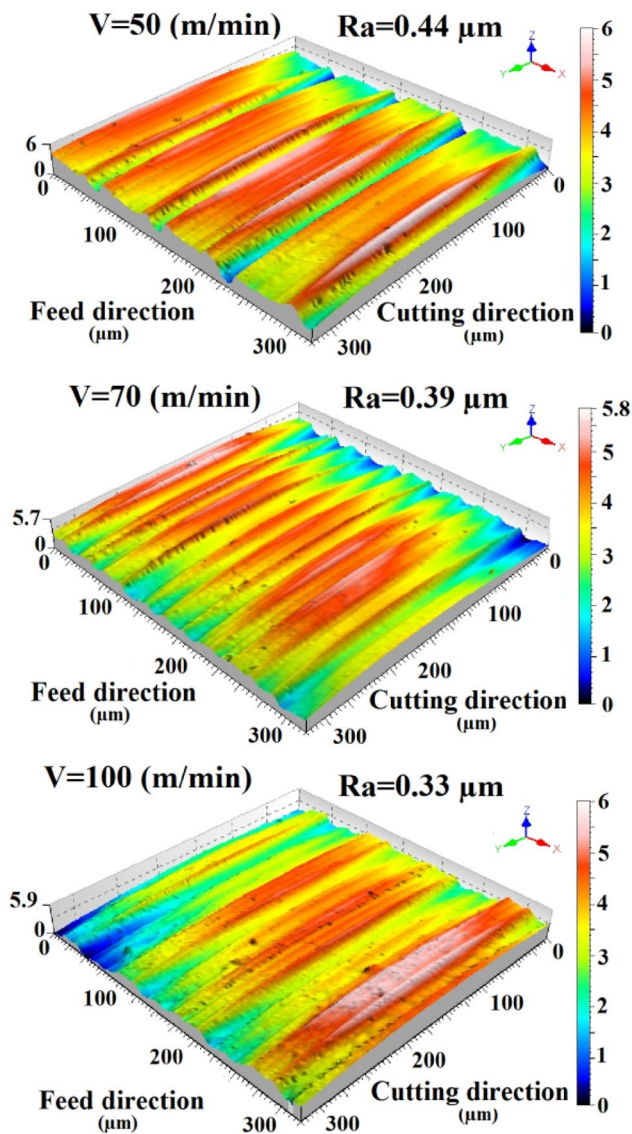 V=50 (m/min) Ra=0.44 µm
Z
Y X
6
5
4
3
2
1
0
6
0
0
100
200
300
Feed direction
(µm)
0
100
200
300
Cutting direction
(µm)
V=70 (m/min) Ra=0.39 µm
Z
Y X
5.8
5
4
3
2
1
0
5.7
0
0
100
200
300
Feed direction
(µm)
0
100
200
300
Cutting direction
(µm)
V=100 (m/min) Ra=0.33 µm
Z
Y X
6
5
4
3
2
1
0
5.9
0
0
100
200
300
Feed direction
(µm)
0
100
200
300
Cutting direction
(µm)